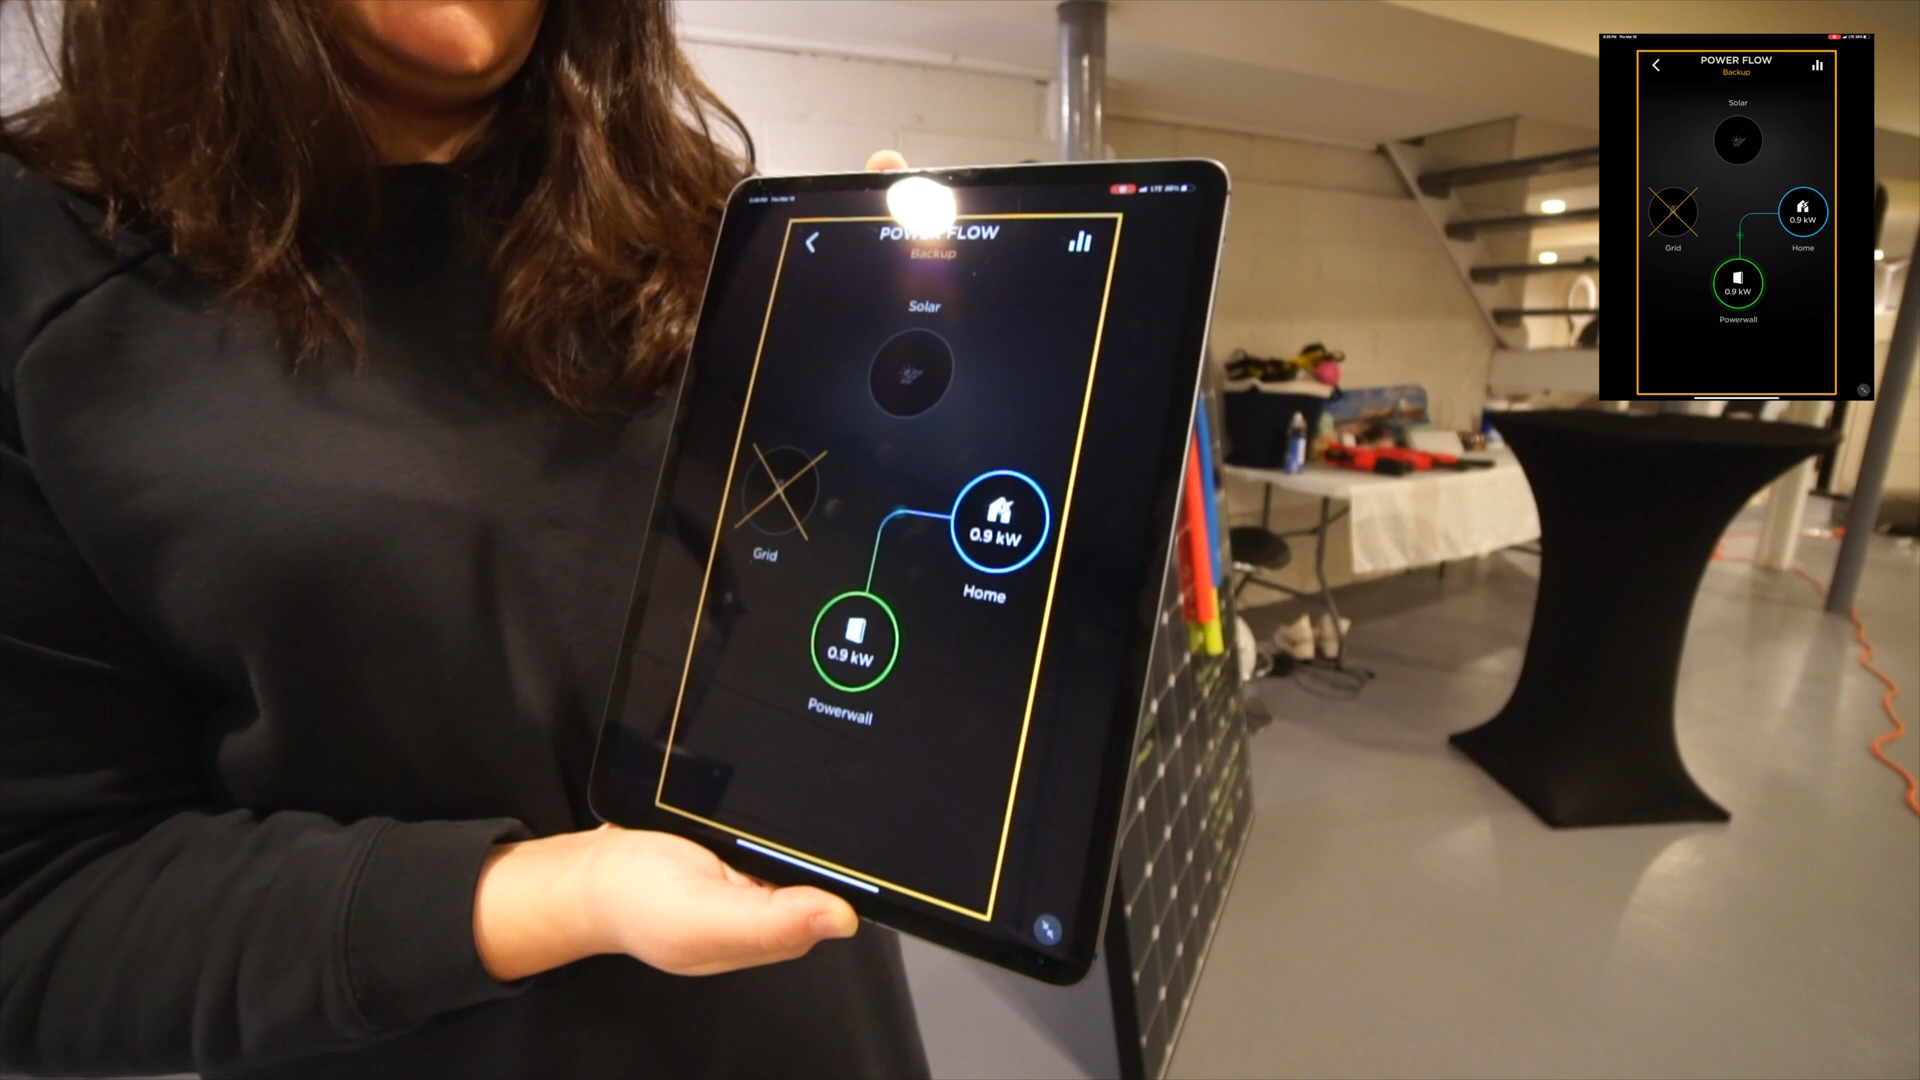 POWER FLOW
Backup
Solar
Grid
0.9 kW
Home
0.9 kW
Powerwall
LTE
POWER FLOW
Backup
Solar
0.9 kW
Grid
Home
0.9 kW
Powerwall